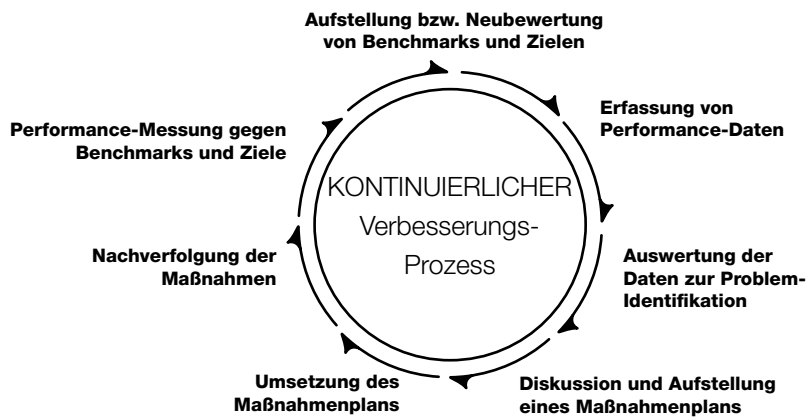 Aufstellung bzw. Neubewertung
von Benchmarks und Zielen
Erfassung von
Performance-Daten
Auswertung der
Daten zur Problem-
Identifikation
Diskussion und Aufstellung
eines Maßnahmenplans
Umsetzung des
Maßnahmenplans
Nachverfolgung der
Maßnahmen
Performance-Messung gegen
Benchmarks und Ziele
KONTINUIERLICHER
Verbesserungs-
Prozess